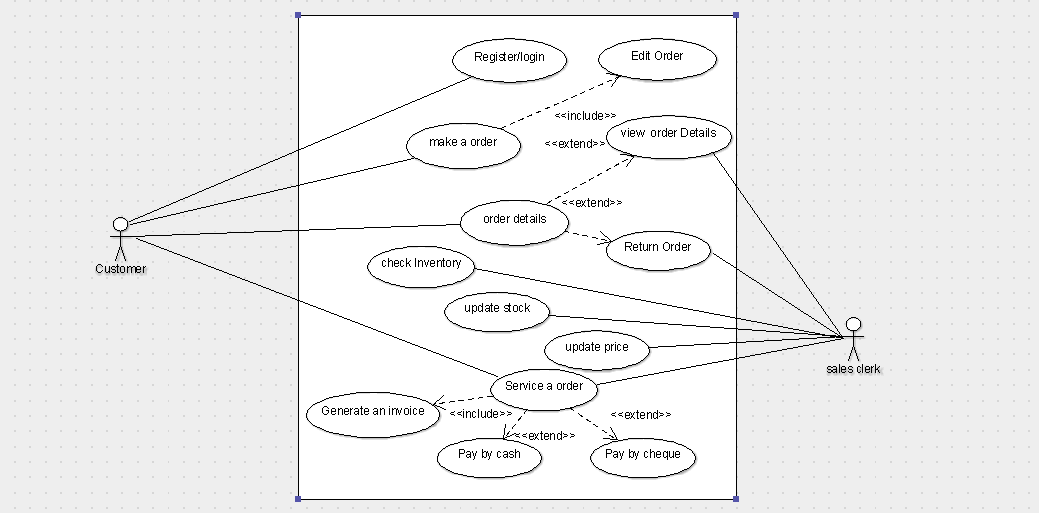 Register/login
Edit Order
<<include>>
make a order
view order Details
<<extend>>
<<extend>>
order details
Return Order
Customer
check Inventory
update stock
update price
sales clerk
Service a order
Generate an invoice
<<include>>
<<extend>>
<<extend>>
Pay by cash
Pay by cheque